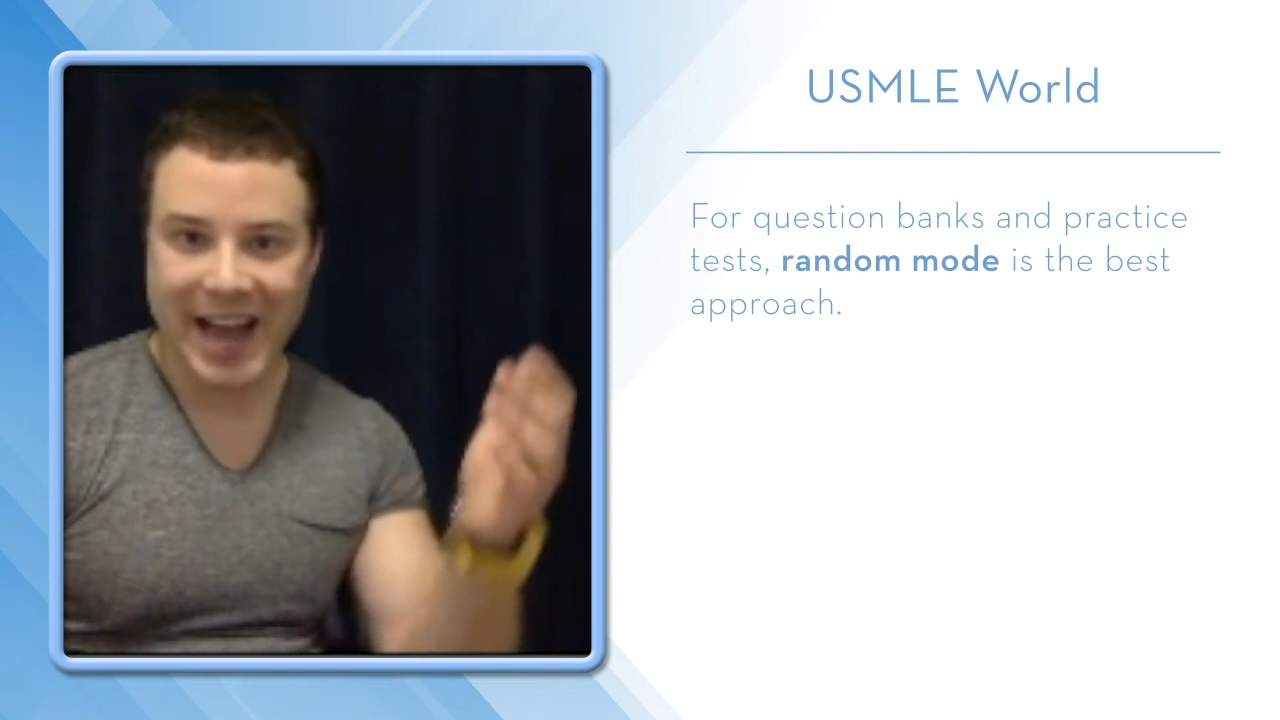 USMLE World
For question banks and practice
tests, random mode is the best
approach.